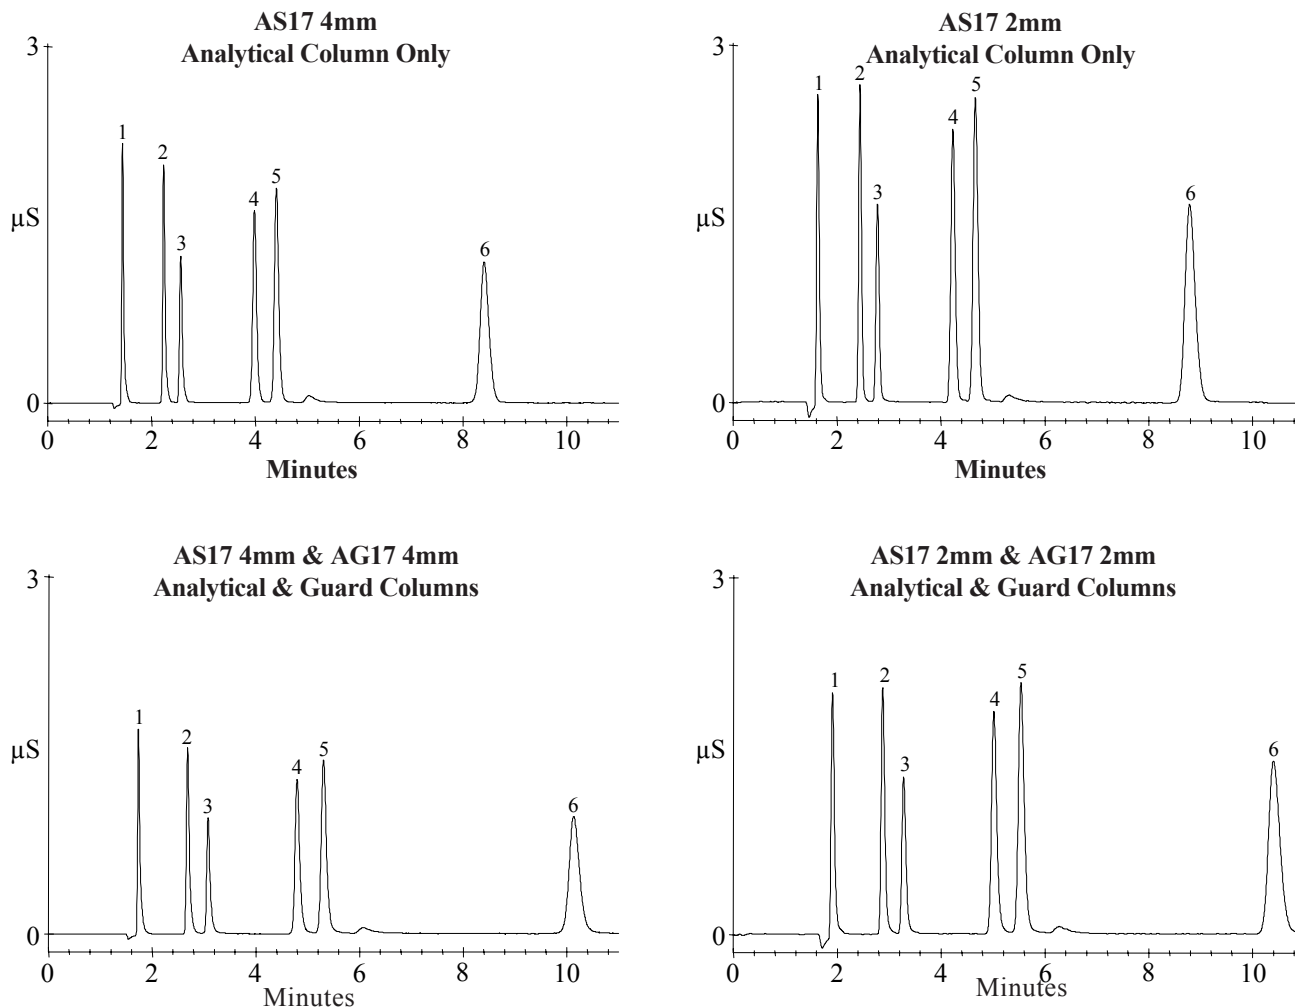 AS17 4mm
Analytical Column Only
3
1
2
3
4
5
6
µS
0
0 2 4 6 8 10
Minutes
AS17 2mm
Analytical Column Only
3
1
2
3
4
5
6
µS
0
0 2 4 6 8 10
Minutes
AS17 4mm & AG17 4mm
Analytical & Guard Columns
3
1
2
3
4
5
6
µS
0
0 2 4 6 8 10
Minutes
AS17 2mm & AG17 2mm
Analytical & Guard Columns
3
1
2
3
4
5
6
µS
0
0 2 4 6 8 10
Minutes